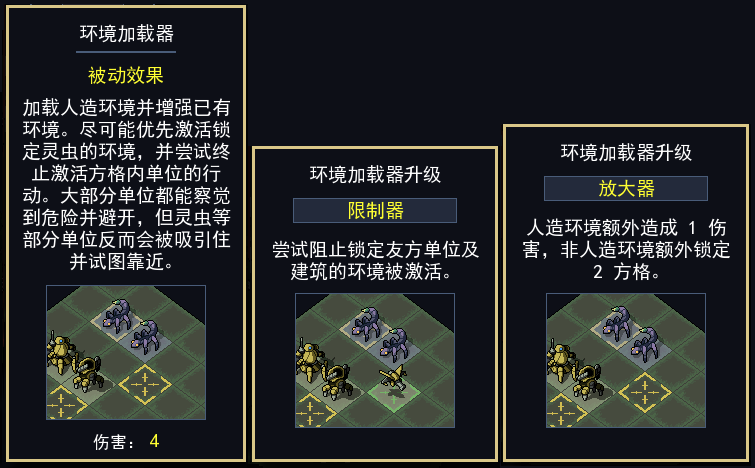 环境加载器
被动效果
加载人造环境并增强已有
环境。尽可能优先激活锁
定灵虫的环境，并尝试终
止激活方格内单位的行
动。大部分单位都能察觉
到危险并避开，但灵虫等
部分单位反而会被吸引住
并试图靠近。
伤害： 4
环境加载器升级
限制器
尝试阻止锁定友方单位及
建筑的环境被激活。
环境加载器升级
放大器
人造环境额外造成 1 伤
害，非人造环境额外锁定
2 方格。